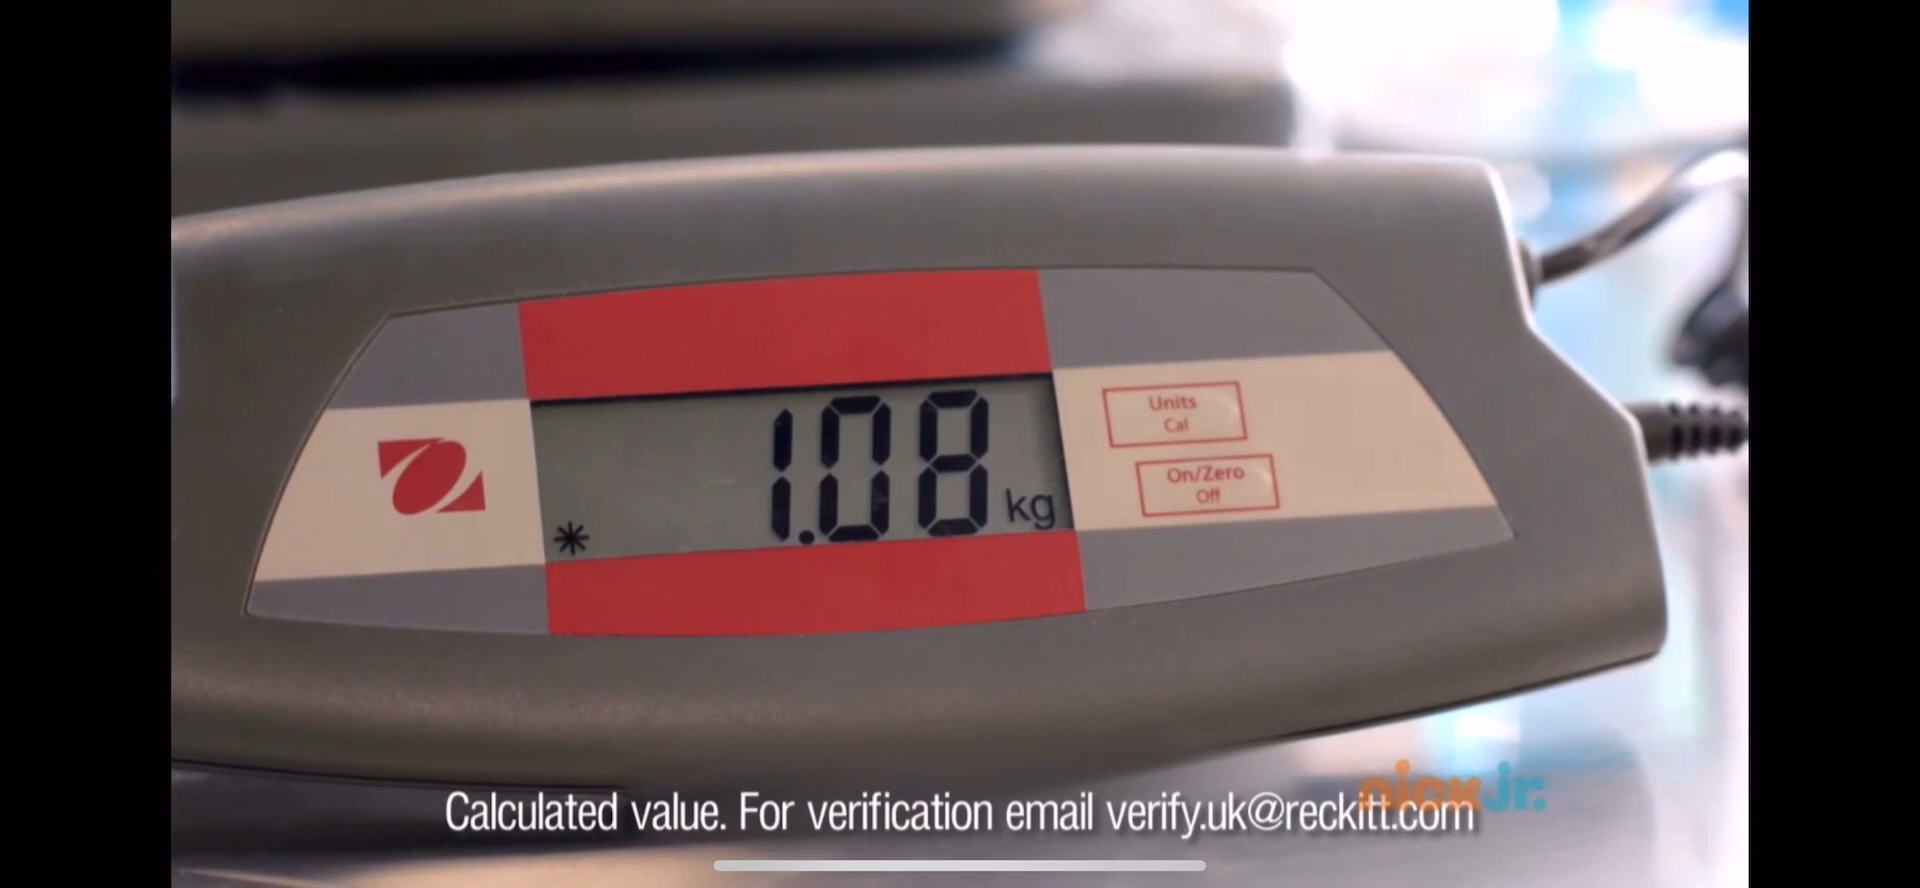 1.08 kg
*
Units
Cal
On/Zero
Off
nick jr.
Calculated value. For verification email verify.uk@reckitt.com